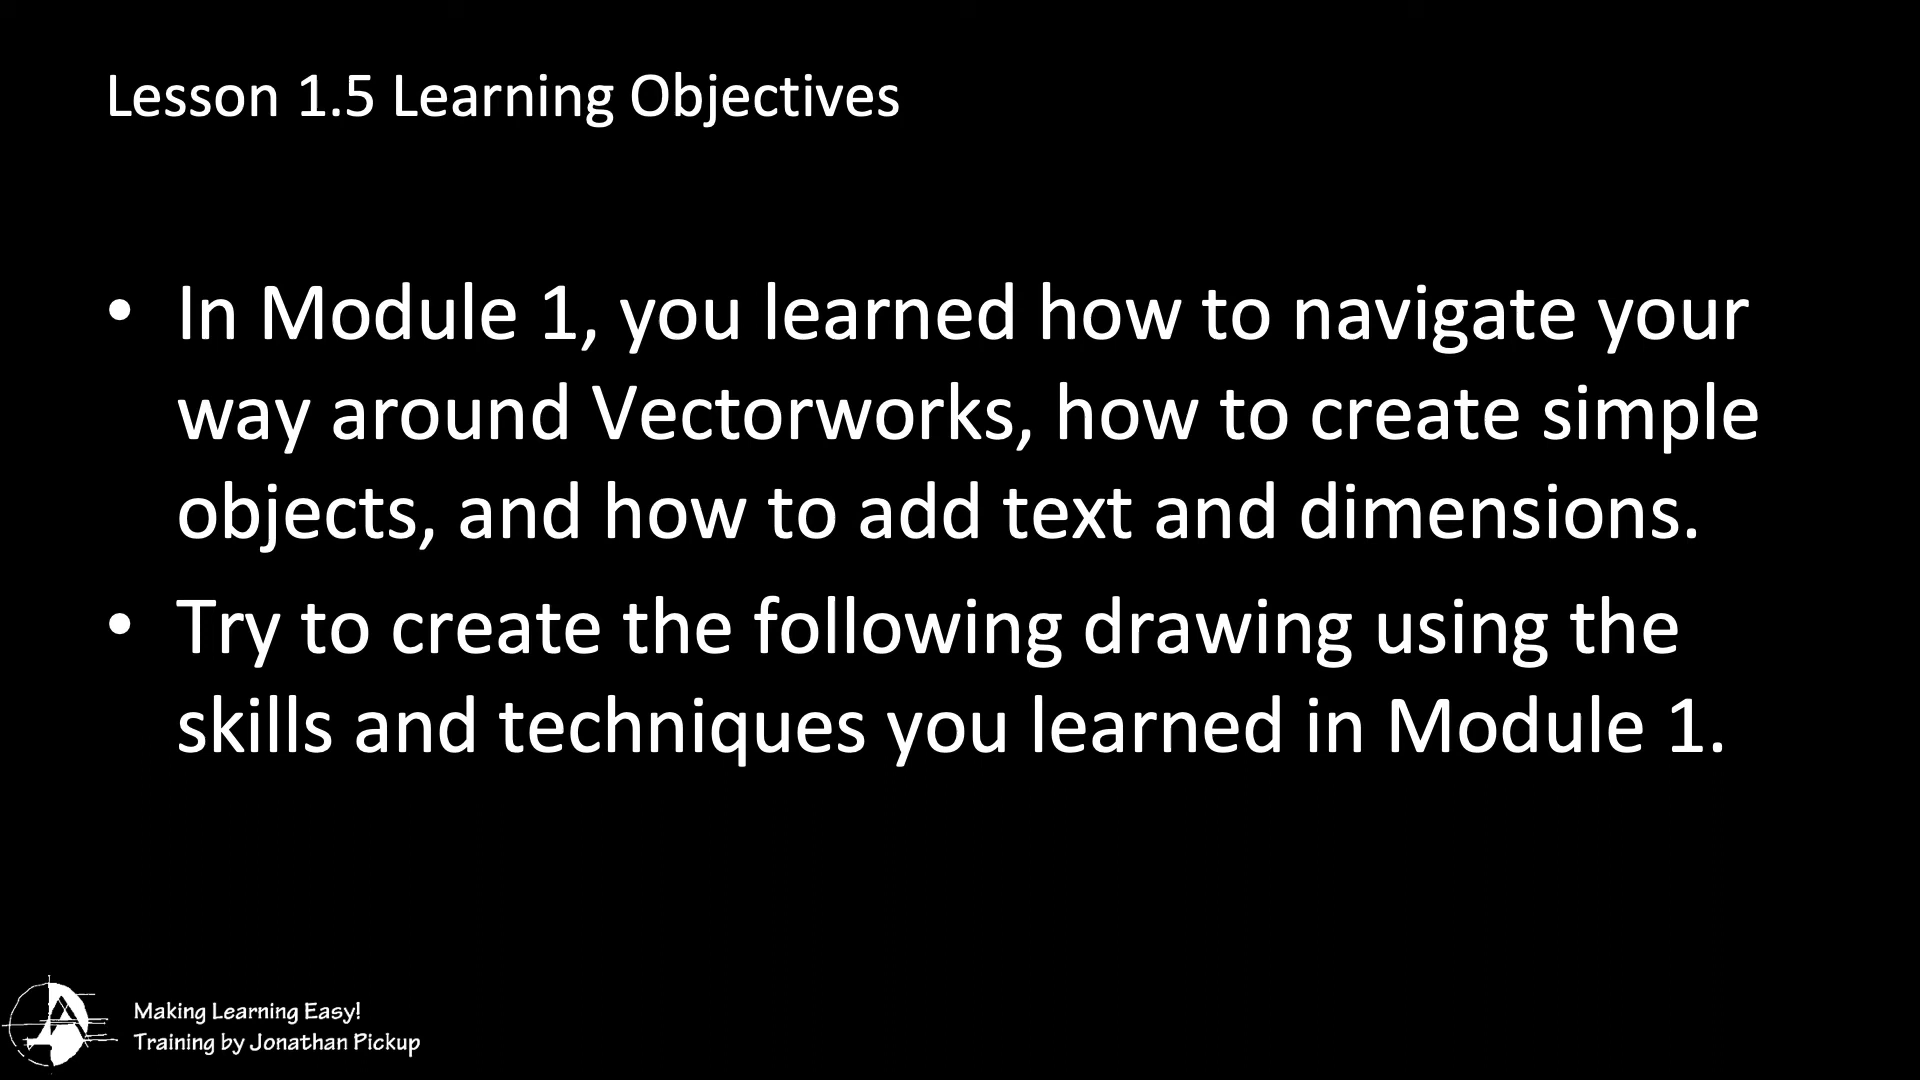 Lesson 1.5 Learning Objectives
• In Module 1, you learned how to navigate your
way around Vectorworks, how to create simple
objects, and how to add text and dimensions.
• Try to create the following drawing using the
skills and techniques you learned in Module 1.
Making Learning Easy!
Training by Jonathan Pickup